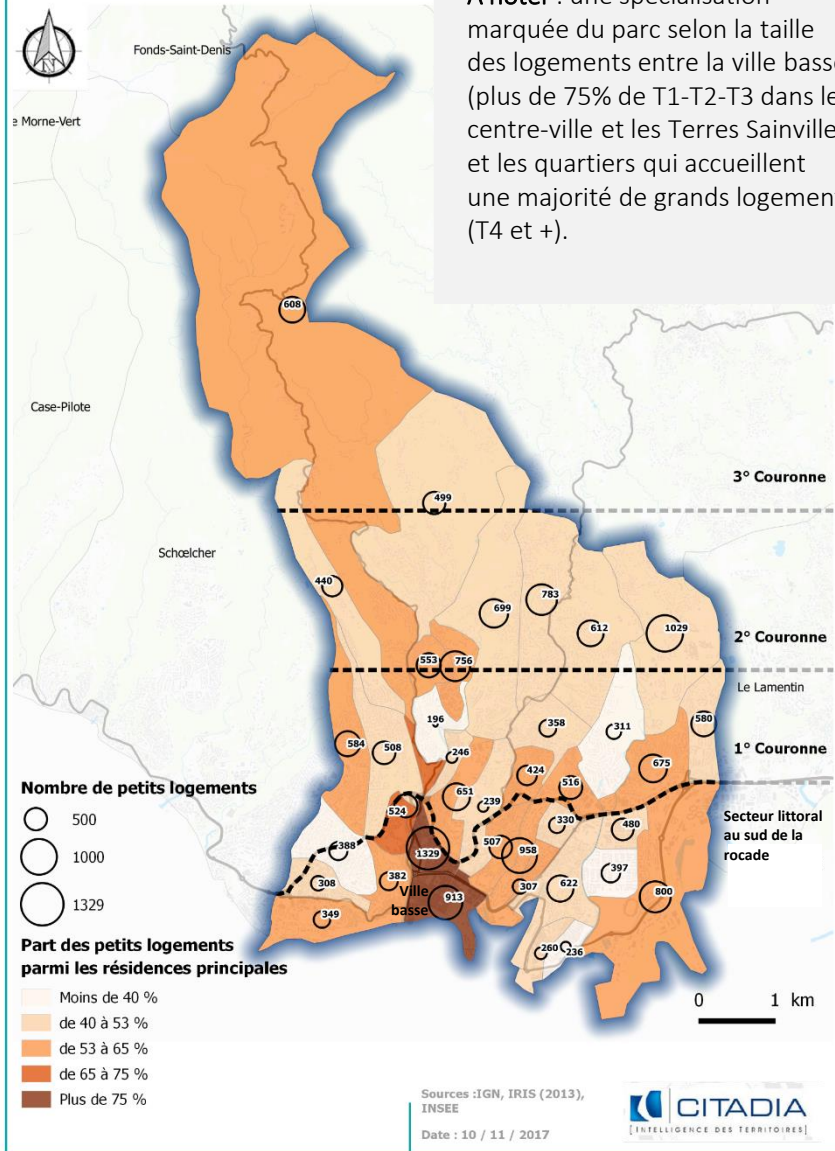 À noter : une spécialisation
marquée du parc selon la taille
des logements entre la ville basse
(plus de 75% de T1-T2-T3 dans le
centre-ville et les Terres Sainville
et les quartiers qui accueillent
une majorité de grands logement
(T4 et +).
N
Fonds-Saint-Denis
e Morne-Vert
608
Case-Pilote
3° Couronne
499
Schœlcher
440
783
699
612
1029
2° Couronne
553
756
Le Lamentin
196
358
311
580
584
508
246
1° Couronne
424
516
675
Nombre de petits logements
651
239
524
500
330
480
Secteur littoral
au sud de la
rocade
388
1329
507
958
1000
308
382
397
Ville
basse
307
622
913
800
1329
349
260
236
Part des petits logements
parmi les résidences principales
Moins de 40 %
de 40 à 53 %
de 53 à 65 %
de 65 à 75 %
Plus de 75 %
0 1 km
Sources :IGN, IRIS (2013),
INSEE
Date : 10 / 11 / 2017
CITADIA
[INTELLIGENCE DES TERRITOIRES]